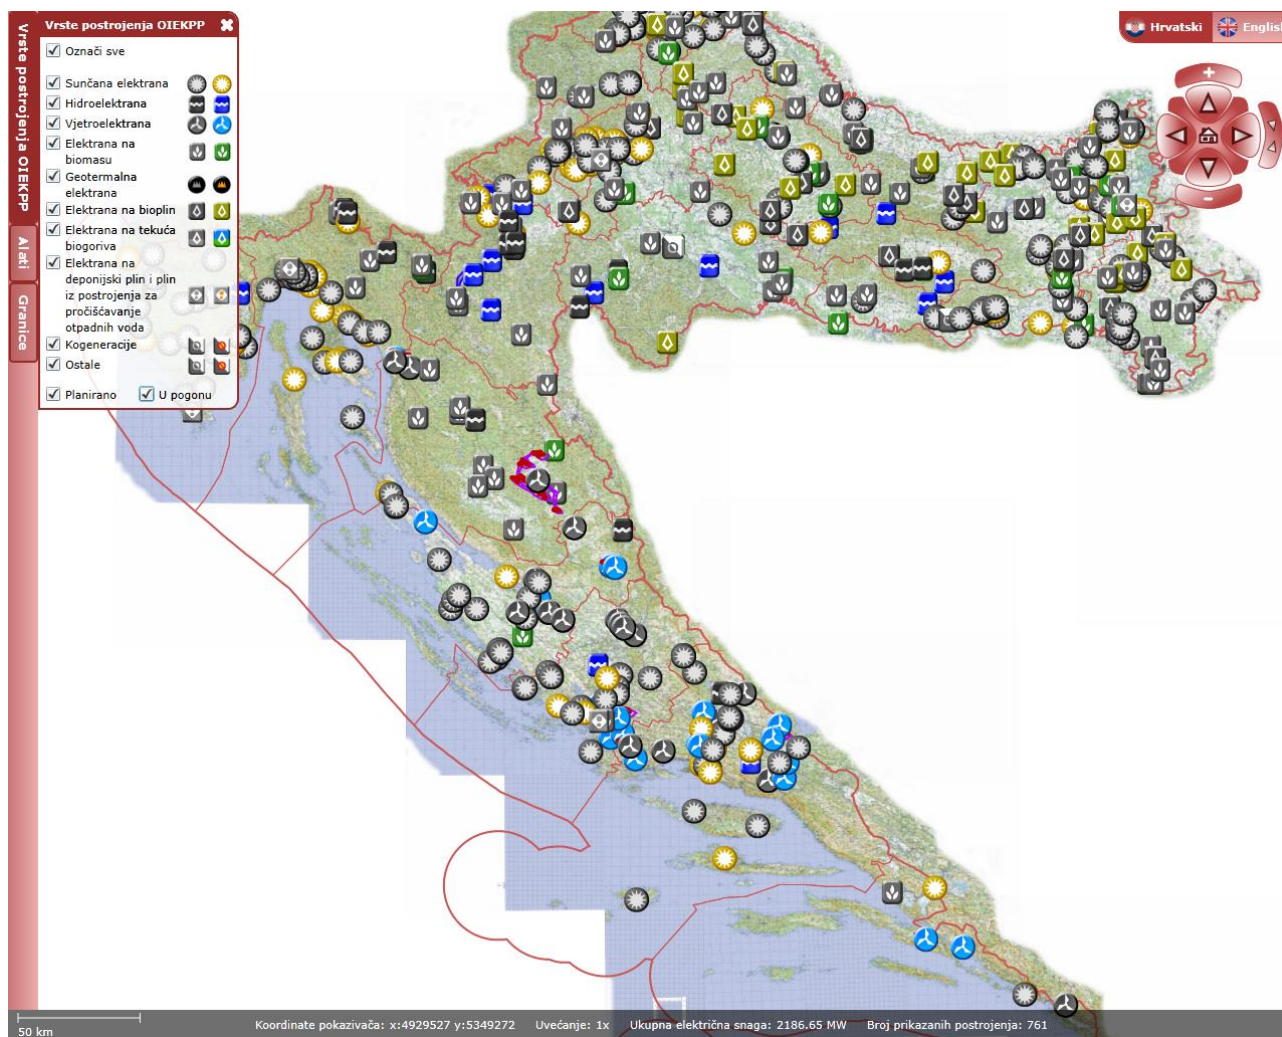 Vrste postrojenja OIEKPP
Alati
Granice
Vrste postrojenja OIEKPP
Označi sve
Sunčana elektrana
Hidroelektrana
Vjetroelektrana
Elektrana na
biomasu
Geotermalna
elektrana
Elektrana na bioplin
Elektrana na tekuća
biogoriva
Elektrana na
deponijski plin i plin
iz postrojenja za
pročišćavanje
otpadnih voda
Kogeneracije
Ostale
Planirano U pogonu
Hrvatski English
50 km
Koordinate pokazivača: x:4929527 y:5349272 Uvećanje: 1x Ukupna električna snaga: 2186.65 MW Broj prikazanih postrojenja: 761